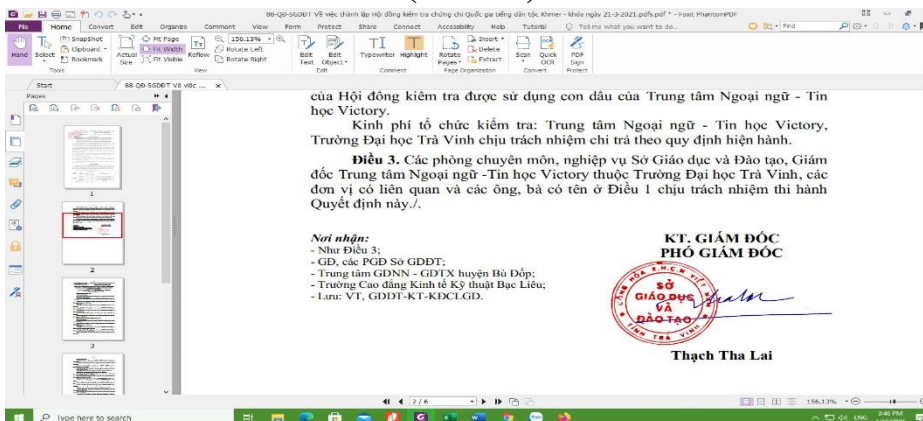 88-QĐ-SGDĐT Về việc thành lập Hội đồng kiểm tra chứng chỉ Quốc gia tiếng dân tộc Khmer - khóa ngày 21-3-2021.pdfs.pdf * - Foxit PhantomPDF
File Home Convert Edit Organize Comment View Form Protect Share Connect Accessibility Help Tutorial Tell me what you want to do.. Find
Hand Select SnapShot Clipboard Bookmark
Actual Size Fit Page Fit Width Fit Visible Reflow 156.13% Rotate Left Rotate Right
Edit Text Edit Object Typewriter Highlight Rotate Pages Insert Delete Extract Scan Quick OCR PDF Sign
Tools View Edit Comment Page Organization Convert Protect
Start 88-QĐ-SGDĐT Về việc ...
Pages
1
2
3
của Hội đồng kiểm tra được sử dụng con dấu của Trung tâm Ngoại ngữ - Tin
học Victory.
Kinh phí tổ chức kiểm tra: Trung tâm Ngoại ngữ - Tin học Victory,
Trường Đại học Trà Vinh chịu trách nhiệm chi trả theo quy định hiện hành.
Điều 3. Các phòng chuyên môn, nghiệp vụ Sở Giáo dục và Đào tạo, Giám
đốc Trung tâm Ngoại ngữ -Tin học Victory thuộc Trường Đại học Trà Vinh, các
đơn vị có liên quan và các ông, bà có tên ở Điều 1 chịu trách nhiệm thi hành
Quyết định này./.
Nơi nhận:
- Như Điều 3;
- GĐ, các PGĐ Sở GDĐT;
- Trung tâm GDNN - GDTX huyện Bù Đốp;
- Trường Cao đẳng Kinh tế Kỹ thuật Bạc Liêu;
- Lưu: VT, GDĐT-KT-KĐCLGD.
KT. GIÁM ĐỐC
PHÓ GIÁM ĐỐC
CỘNG HÒA X.H.C.N VIỆT NAM
SỞ
GIÁO DỤC
VÀ
ĐÀO TẠO
TỈNH TRÀ VINH
Thạch Tha Lai
2 / 6
156.13%
Type here to search
ENG
3:46 PM